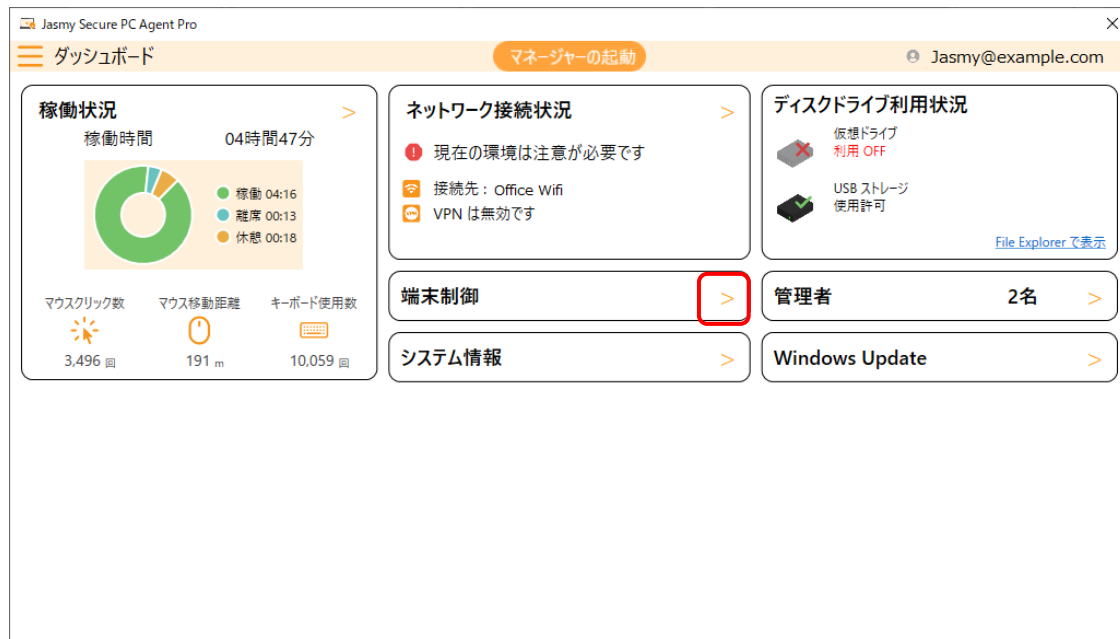 Jasmy Secure PC Agent Pro
ダッシュボード
マネージャーの起動
Jasmy@example.com
稼働状況 >
稼働時間 04時間47分
稼働 04:16
離席 00:13
休憩 00:18
マウスクリック数 マウス移動距離 キーボード使用数
3,496 回 191 m 10,059 回
ネットワーク接続状況 >
現在の環境は注意が必要です
接続先 : Office Wifi
VPN は無効です
ディスクドライブ利用状況
仮想ドライブ
利用 OFF
USB ストレージ
使用許可
File Explorer で表示
端末制御 >
管理者 2名 >
システム情報 >
Windows Update >